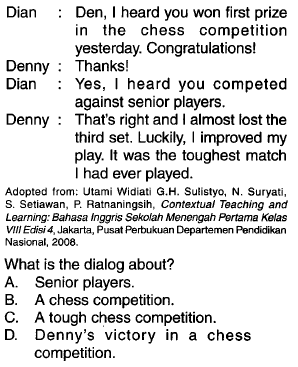 Dian : Den, I heard you won first prize
in the chess competition
yesterday. Congratulations!
Denny : Thanks!
Dian : Yes, I heard you competed
against senior players.
Denny : That's right and I almost lost the
third set. Luckily, I improved my
play. It was the toughest match
I had ever played.
Adopted from: Utami Widiati G.H. Sulistyo, N. Suryati,
S. Setiawan, P. Ratnaningsih, Contextual Teaching and
Learning: Bahasa Inggris Sekolah Menengah Pertama Kelas
VIII Edisi 4, Jakarta, Pusat Perbukuan Departemen Pendidikan
Nasional, 2008.
What is the dialog about?
A. Senior players.
B. A chess competition.
C. A tough chess competition.
D. Denny's victory in a chess
competition.